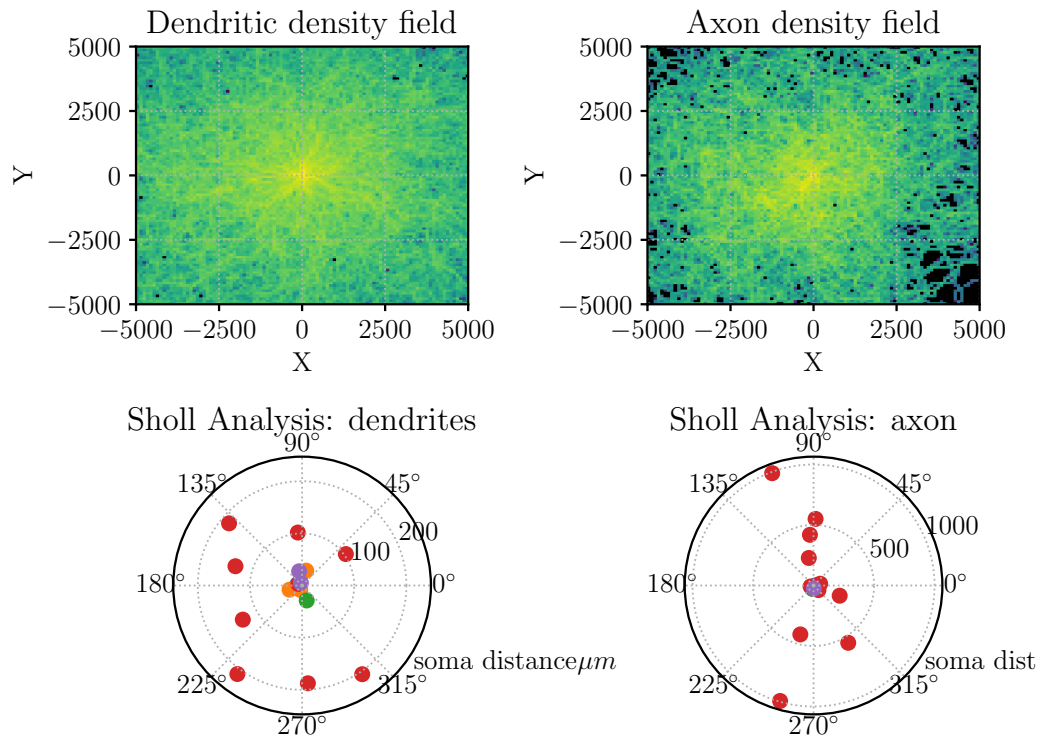 Dendritic density field
5000
2500
0
−2500
−5000
Y
−5000 −2500 0 2500 5000
X
Axon density field
5000
2500
0
−2500
−5000
Y
−5000 −2500 0 2500 5000
X
Sholl Analysis: dendrites
90°
135° 45°
200
100
180° 0°
soma distance μm
225° 315°
270°
Sholl Analysis: axon
90°
135° 45°
1000
500
180° 0°
soma dist
225° 315°
270°